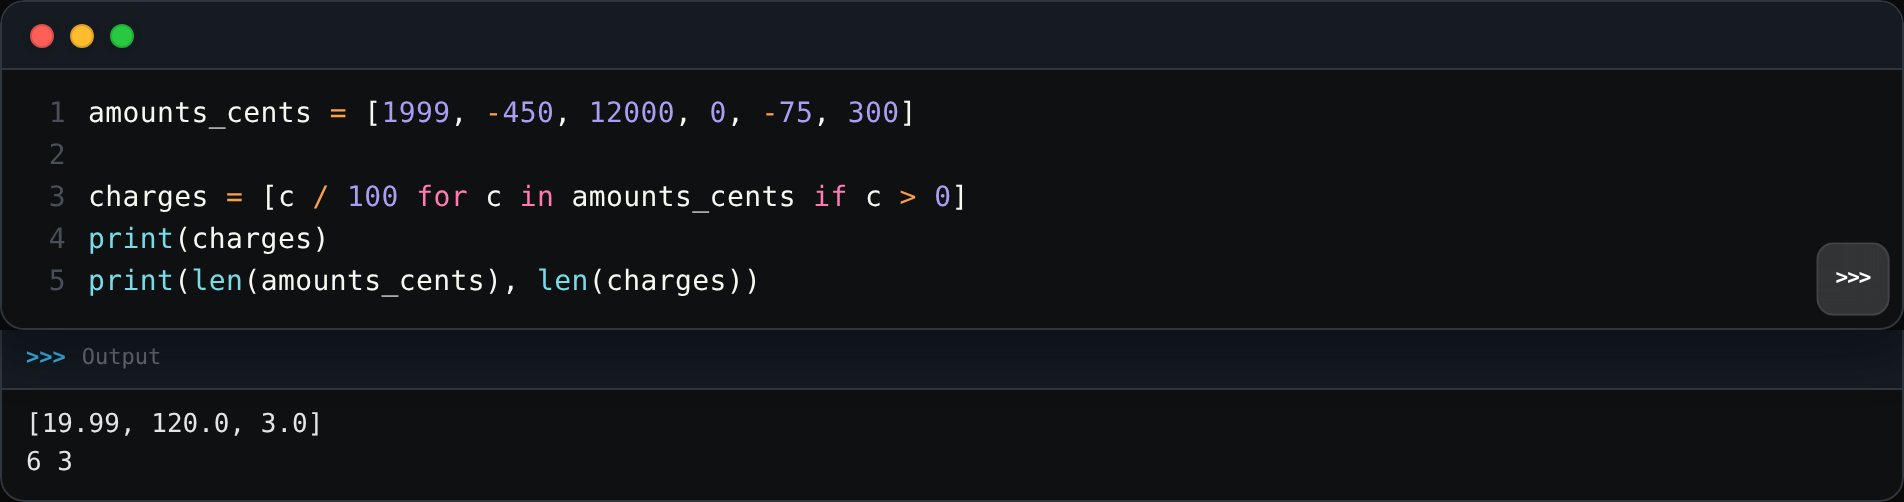 1 amounts_cents = [1999, -450, 12000, 0, -75, 300]
2
3 charges = [c / 100 for c in amounts_cents if c > 0]
4 print(charges)
5 print(len(amounts_cents), len(charges))
>>>
>>> Output
[19.99, 120.0, 3.0]
6 3